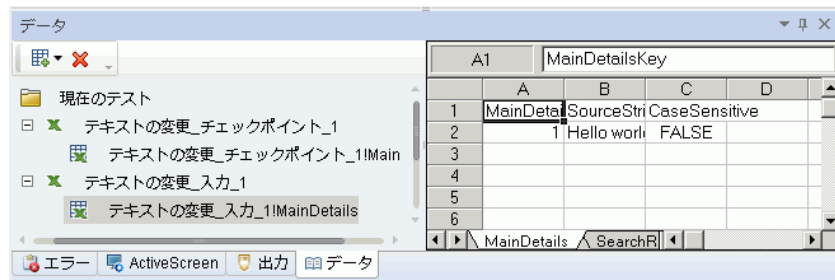 データ
現在のテスト
テキストの変更_チェックポイント_1
テキストの変更_チェックポイント_1!Main
テキストの変更_入力_1
テキストの変更_入力_1!MainDetails
A1 MainDetailsKey
A B C D
1 MainDetai SourceStri CaseSensitive
2 1 Hello worl FALSE
3
4
5
6
MainDetails SearchR
エラー ActiveScreen 出力 データ